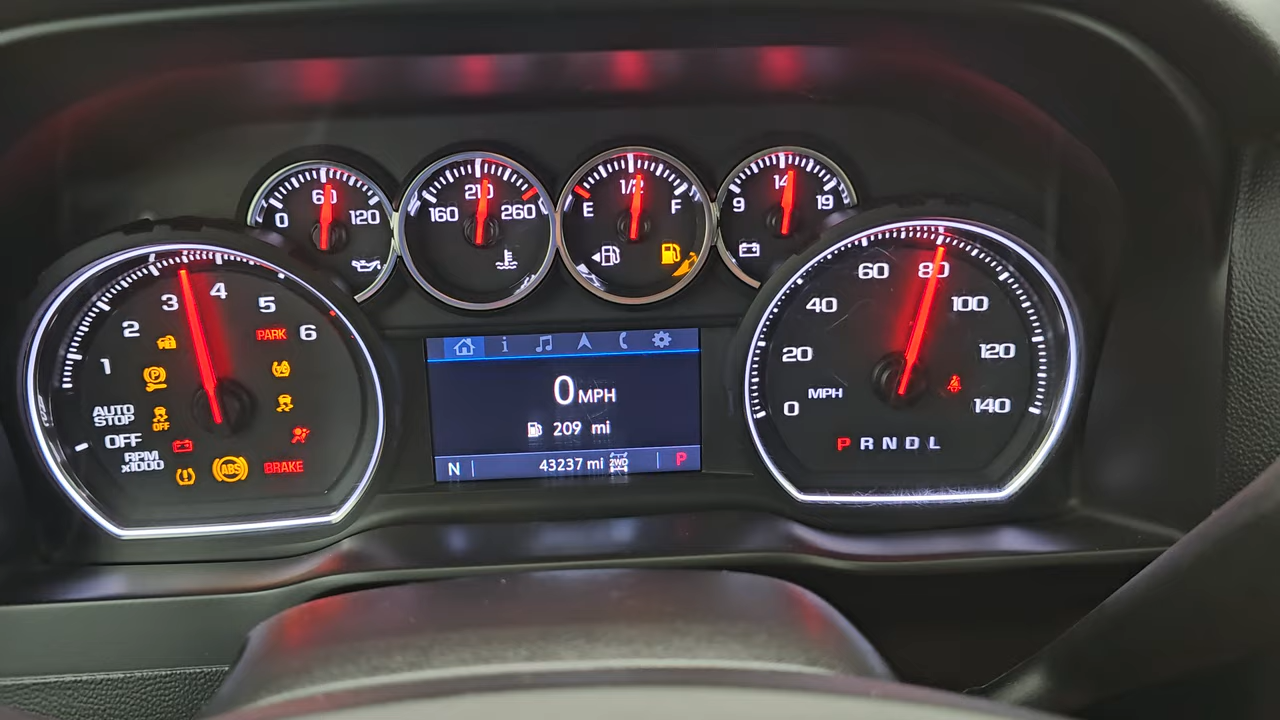 0 60 120
160 210 260
E 1/2 F
9 14 19
1 2 3 4 5 6
PARK
AUTO
STOP
OFF
OFF
RPM
x1000
ABS
BRAKE
0 MPH
209 mi
N 43237 mi 2WD P
0 20 40 60 80 100 120 140
MPH
P R N D L